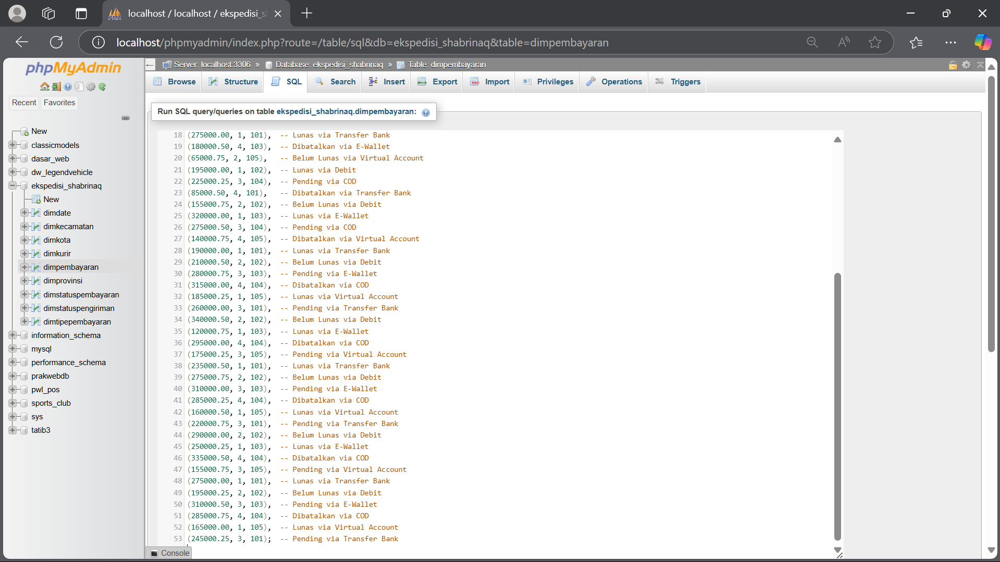 localhost / localhost / ekspedisi_s
localhost/phpmyadmin/index.php?route=/table/sql&db=ekspedisi_shabrinaq&table=dimpembayaran
phpMyAdmin
Recent Favorites
New
classicmodels
dasar_web
dw_legendvehicle
ekspedisi_shabrinaq
New
dimdate
dimkecamatan
dimkota
dimkurir
dimpembayaran
dimprovinsi
dimstatuspembayaran
dimstatuspengiriman
dimtipepembayaran
information_schema
mysql
performance_schema
prakwebdb
pwl_pos
sports_club
sys
tatib3
Server: localhost:3306 » Database: ekspedisi_shabrinaq » Table: dimpembayaran
Browse Structure SQL Search Insert Export Import Privileges Operations Triggers
Run SQL query/queries on table ekspedisi_shabrinaq.dimpembayaran:
18 (275000.00, 1, 101), -- Lunas via Transfer Bank
19 (180000.50, 4, 103), -- Dibatalkan via E-Wallet
20 (65000.75, 2, 105), -- Belum Lunas via Virtual Account
21 (195000.00, 1, 102), -- Lunas via Debit
22 (225000.25, 3, 104), -- Pending via COD
23 (85000.50, 4, 101), -- Dibatalkan via Transfer Bank
24 (155000.75, 2, 102), -- Belum Lunas via Debit
25 (320000.00, 1, 103), -- Lunas via E-Wallet
26 (275000.50, 3, 104), -- Pending via COD
27 (140000.75, 4, 105), -- Dibatalkan via Virtual Account
28 (190000.00, 1, 101), -- Lunas via Transfer Bank
29 (210000.50, 2, 102), -- Belum Lunas via Debit
30 (280000.75, 3, 103), -- Pending via E-Wallet
31 (315000.00, 4, 104), -- Dibatalkan via COD
32 (185000.25, 1, 105), -- Lunas via Virtual Account
33 (260000.00, 3, 101), -- Pending via Transfer Bank
34 (340000.50, 2, 102), -- Belum Lunas via Debit
35 (120000.75, 1, 103), -- Lunas via E-Wallet
36 (295000.00, 4, 104), -- Dibatalkan via COD
37 (175000.25, 3, 105), -- Pending via Virtual Account
38 (235000.50, 1, 101), -- Lunas via Transfer Bank
39 (275000.75, 2, 102), -- Belum Lunas via Debit
40 (310000.00, 3, 103), -- Pending via E-Wallet
41 (285000.25, 4, 104), -- Dibatalkan via COD
42 (160000.50, 1, 105), -- Lunas via Virtual Account
43 (220000.75, 3, 101), -- Pending via Transfer Bank
44 (290000.00, 2, 102), -- Belum Lunas via Debit
45 (250000.25, 1, 103), -- Lunas via E-Wallet
46 (335000.50, 4, 104), -- Dibatalkan via COD
47 (155000.75, 3, 105), -- Pending via Virtual Account
48 (275000.00, 1, 101), -- Lunas via Transfer Bank
49 (195000.25, 2, 102), -- Belum Lunas via Debit
50 (310000.50, 3, 103), -- Pending via E-Wallet
51 (285000.75, 4, 104), -- Dibatalkan via COD
52 (165000.00, 1, 105), -- Lunas via Virtual Account
53 (245000.25, 3, 101); -- Pending via Transfer Bank
Console